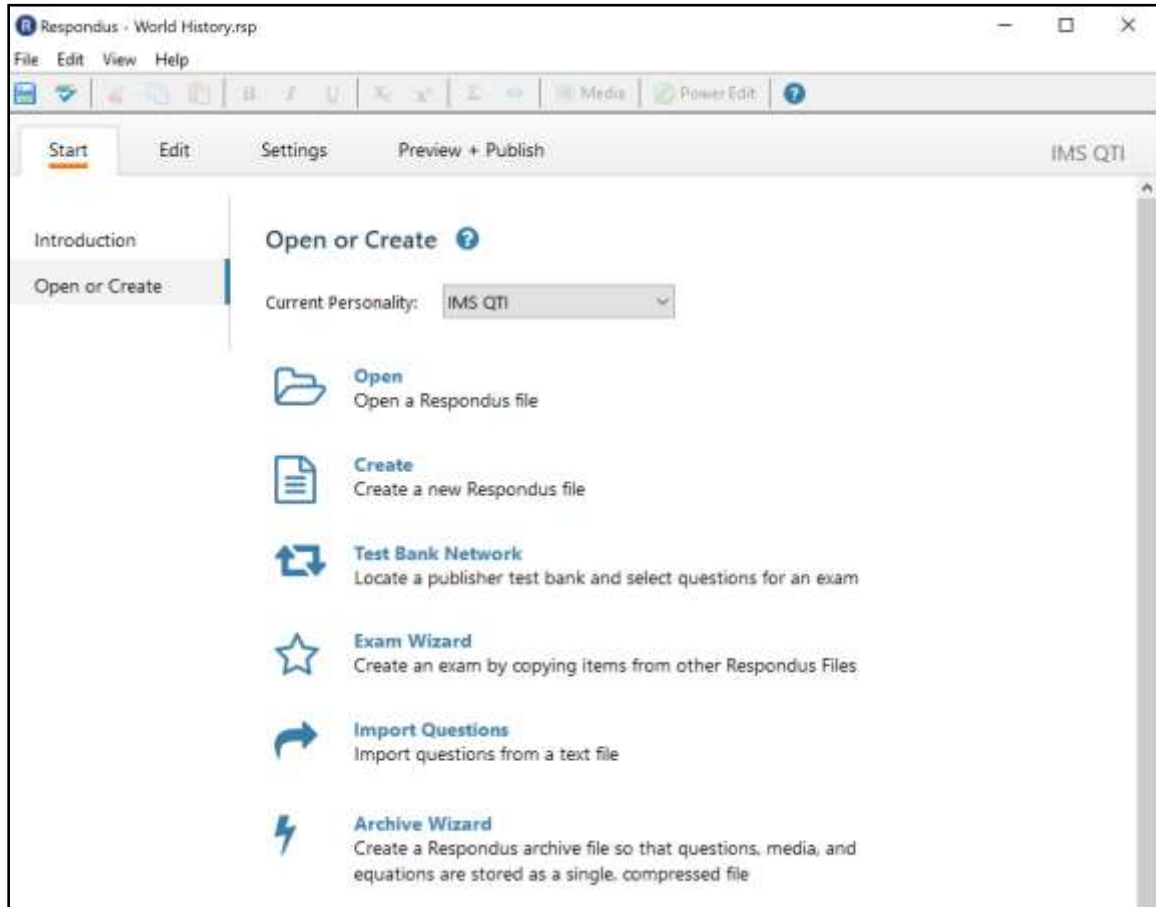 R Respondus - World History.rsp
File Edit View Help
B I U X₂ x² Σ <> Media Power Edit ?
Start Edit Settings Preview + Publish IMS QTI
Introduction
Open or Create
Open or Create ?
Current Personality: IMS QTI
Open
Open a Respondus file
Create
Create a new Respondus file
Test Bank Network
Locate a publisher test bank and select questions for an exam
Exam Wizard
Create an exam by copying items from other Respondus Files
Import Questions
Import questions from a text file
Archive Wizard
Create a Respondus archive file so that questions, media, and
equations are stored as a single, compressed file